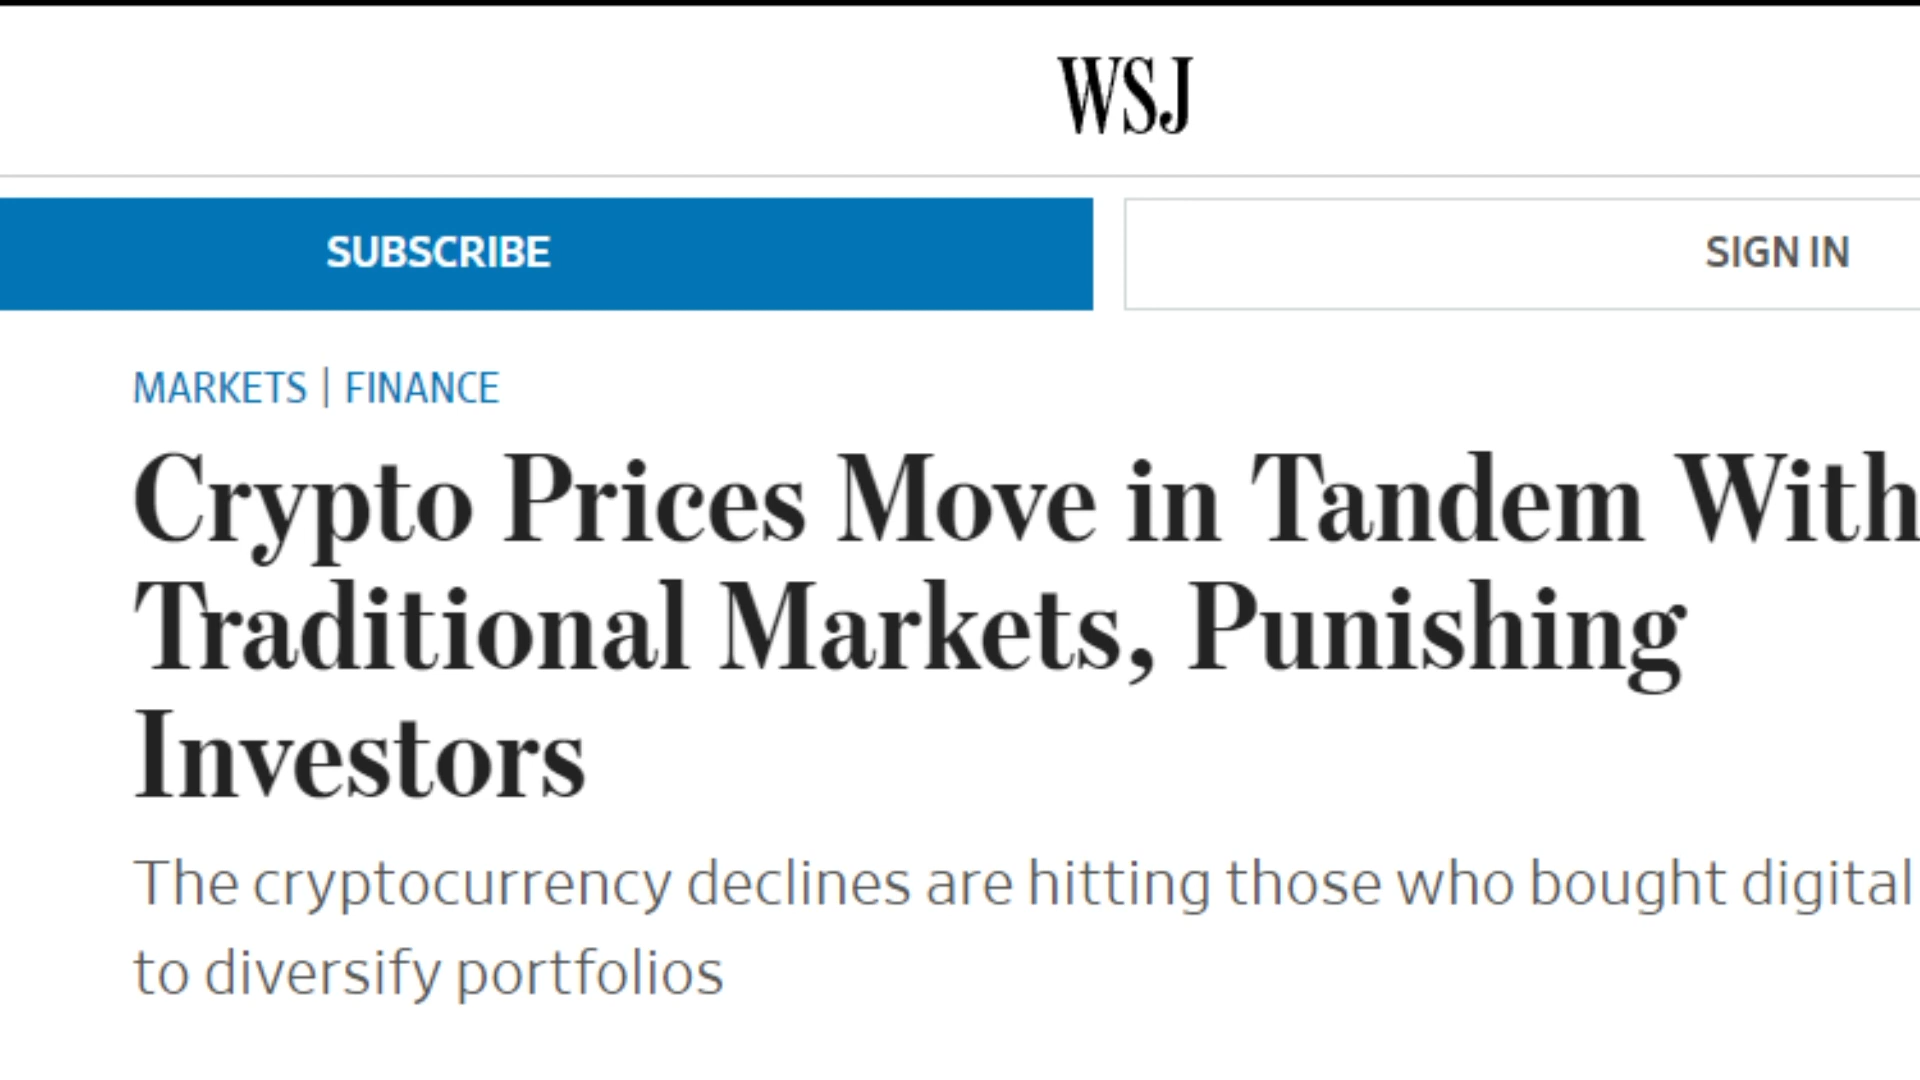 WSJ
SUBSCRIBE
SIGN IN
MARKETS | FINANCE
Crypto Prices Move in Tandem With
Traditional Markets, Punishing
Investors
The cryptocurrency declines are hitting those who bought digital
to diversify portfolios